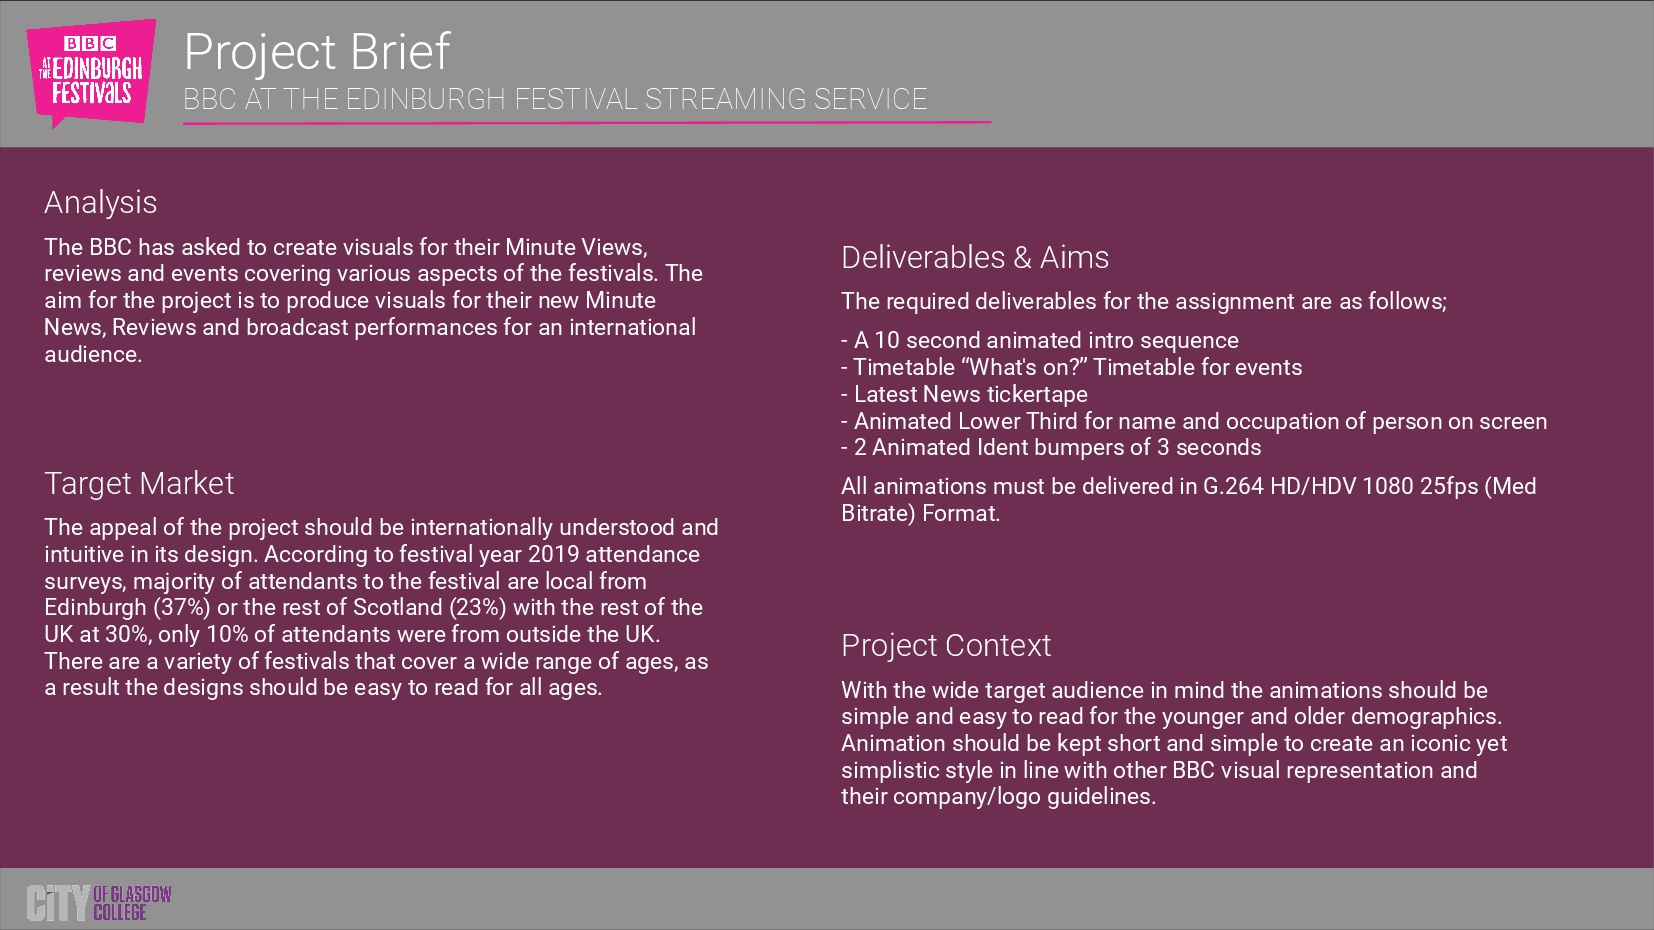 BBC
AT THE EDINBURGH
FESTIVALS
Project Brief
BBC AT THE EDINBURGH FESTIVAL STREAMING SERVICE
Analysis
The BBC has asked to create visuals for their Minute Views,
reviews and events covering various aspects of the festivals. The
aim for the project is to produce visuals for their new Minute
News, Reviews and broadcast performances for an international
audience.
Target Market
The appeal of the project should be internationally understood and
intuitive in its design. According to festival year 2019 attendance
surveys, majority of attendants to the festival are local from
Edinburgh (37%) or the rest of Scotland (23%) with the rest of the
UK at 30%, only 10% of attendants were from outside the UK.
There are a variety of festivals that cover a wide range of ages, as
a result the designs should be easy to read for all ages.
Deliverables & Aims
The required deliverables for the assignment are as follows;
- A 10 second animated intro sequence
- Timetable “What's on?” Timetable for events
- Latest News tickertape
- Animated Lower Third for name and occupation of person on screen
- 2 Animated Ident bumpers of 3 seconds
All animations must be delivered in G.264 HD/HDV 1080 25fps (Med
Bitrate) Format.
Project Context
With the wide target audience in mind the animations should be
simple and easy to read for the younger and older demographics.
Animation should be kept short and simple to create an iconic yet
simplistic style in line with other BBC visual representation and
their company/logo guidelines.
CiTY OF GLASGOW
COLLEGE